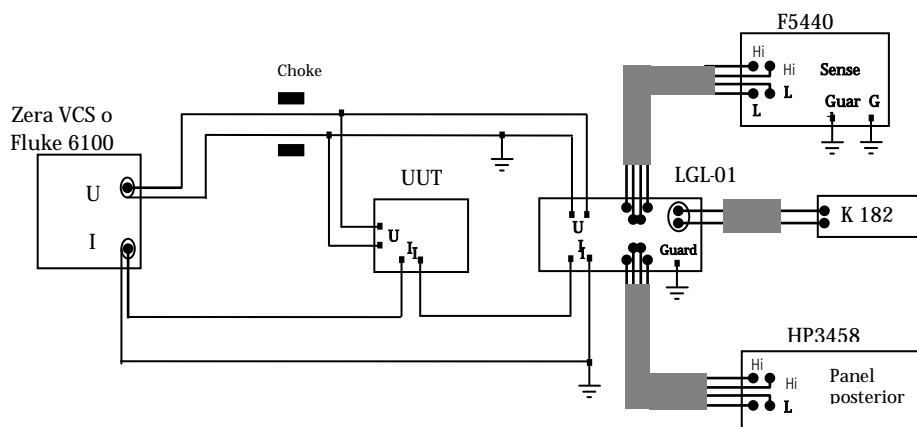 F5440
Hi
Hi
Sense
L
L
Guar
G
Choke
Zera VCS o
Fluke 6100
U
I
UUT
U
I
I
LGL-01
U
I
I
Guard
K 182
HP3458
Hi
Hi
L
Panel
posterior